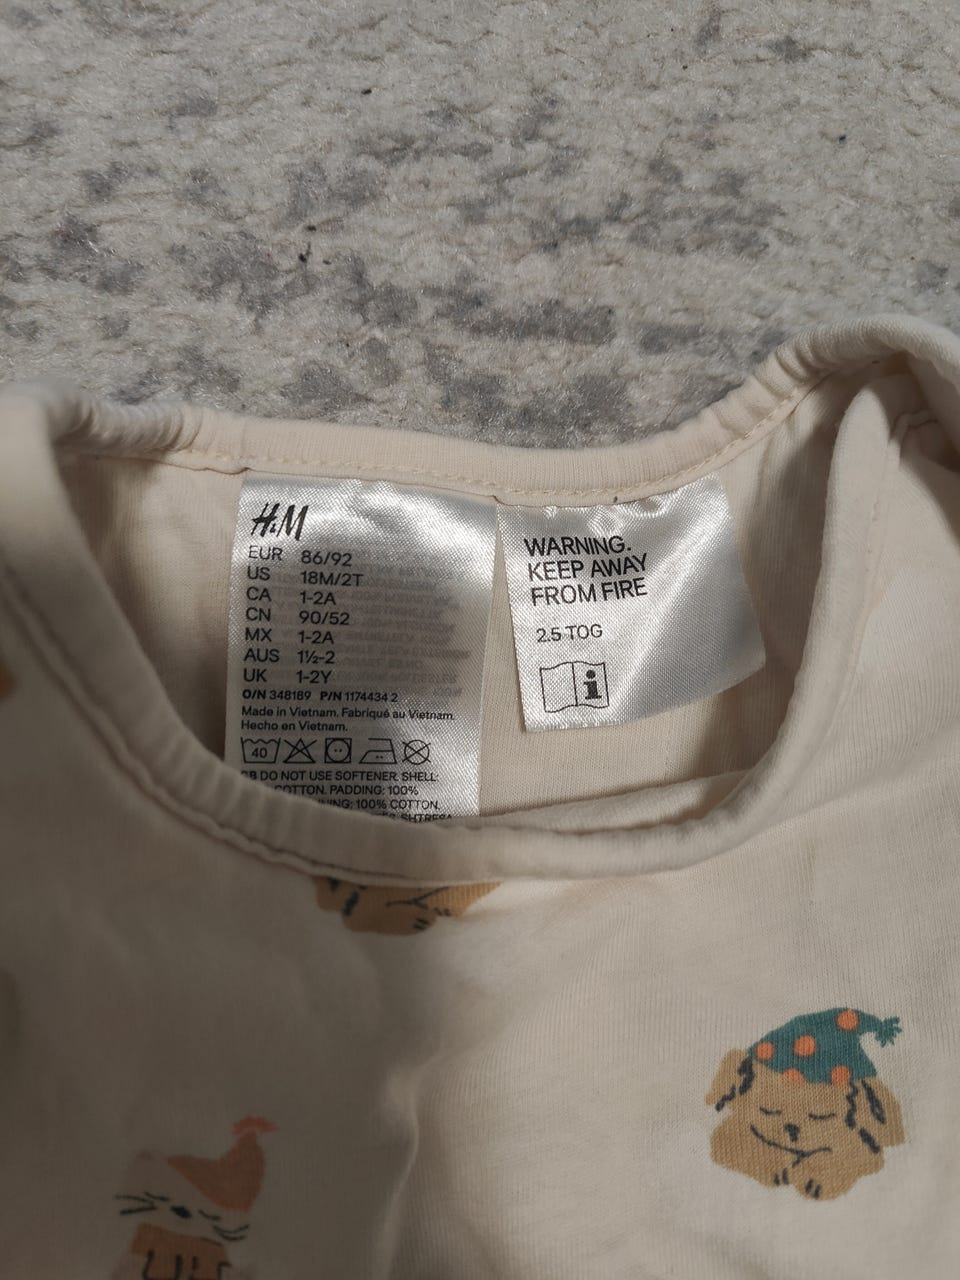 H&M
EUR 86/92
US 18M/2T
CA 1-2A
CN 90/52
MX 1-2A
AUS 1½-2
UK 1-2Y
O/N 348189 P/N 1174434 2
Made in Vietnam. Fabriqué au Vietnam.
Hecho en Vietnam.
40
DO NOT USE SOFTENER. SHELL:
COTTON. PADDING: 100%
100% COTTON.
WARNING.
KEEP AWAY
FROM FIRE
2.5 TOG
i